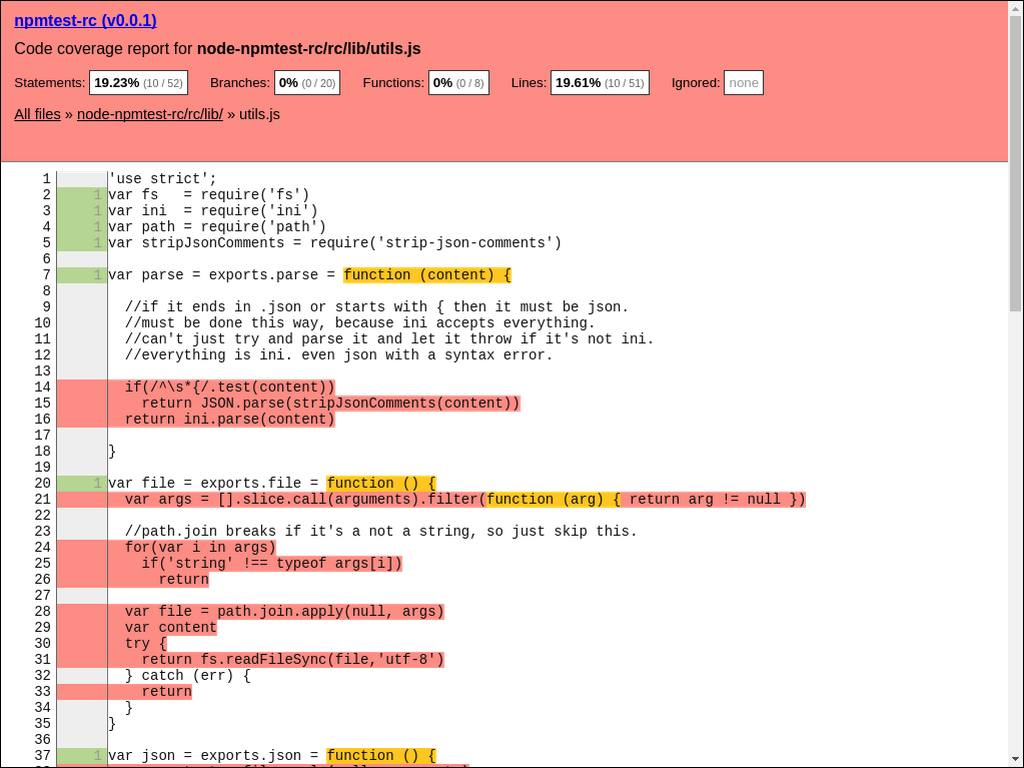 npmtest-rc (v0.0.1)
Code coverage report for node-npmtest-rc/rc/lib/utils.js
Statements: 19.23% (10 / 52) Branches: 0% (0 / 20) Functions: 0% (0 / 8) Lines: 19.61% (10 / 51) Ignored: none
All files » node-npmtest-rc/rc/lib/ » utils.js
1 'use strict';
2 1 var fs   = require('fs')
3 1 var ini  = require('ini')
4 1 var path = require('path')
5 1 var stripJsonComments = require('strip-json-comments')
6
7 1 var parse = exports.parse = function (content) {
8
9   //if it ends in .json or starts with { then it must be json.
10   //must be done this way, because ini accepts everything.
11   //can't just try and parse it and let it throw if it's not ini.
12   //everything is ini. even json with a syntax error.
13
14   if(/^\s*{/.test(content))
15     return JSON.parse(stripJsonComments(content))
16   return ini.parse(content)
17
18 }
19
20 1 var file = exports.file = function () {
21   var args = [].slice.call(arguments).filter(function (arg) { return arg != null })
22
23   //path.join breaks if it's a not a string, so just skip this.
24   for(var i in args)
25     if('string' !== typeof args[i])
26       return
27
28   var file = path.join.apply(null, args)
29   var content
30   try {
31     return fs.readFileSync(file,'utf-8')
32   } catch (err) {
33     return
34   }
35 }
36
37 1 var json = exports.json = function () {